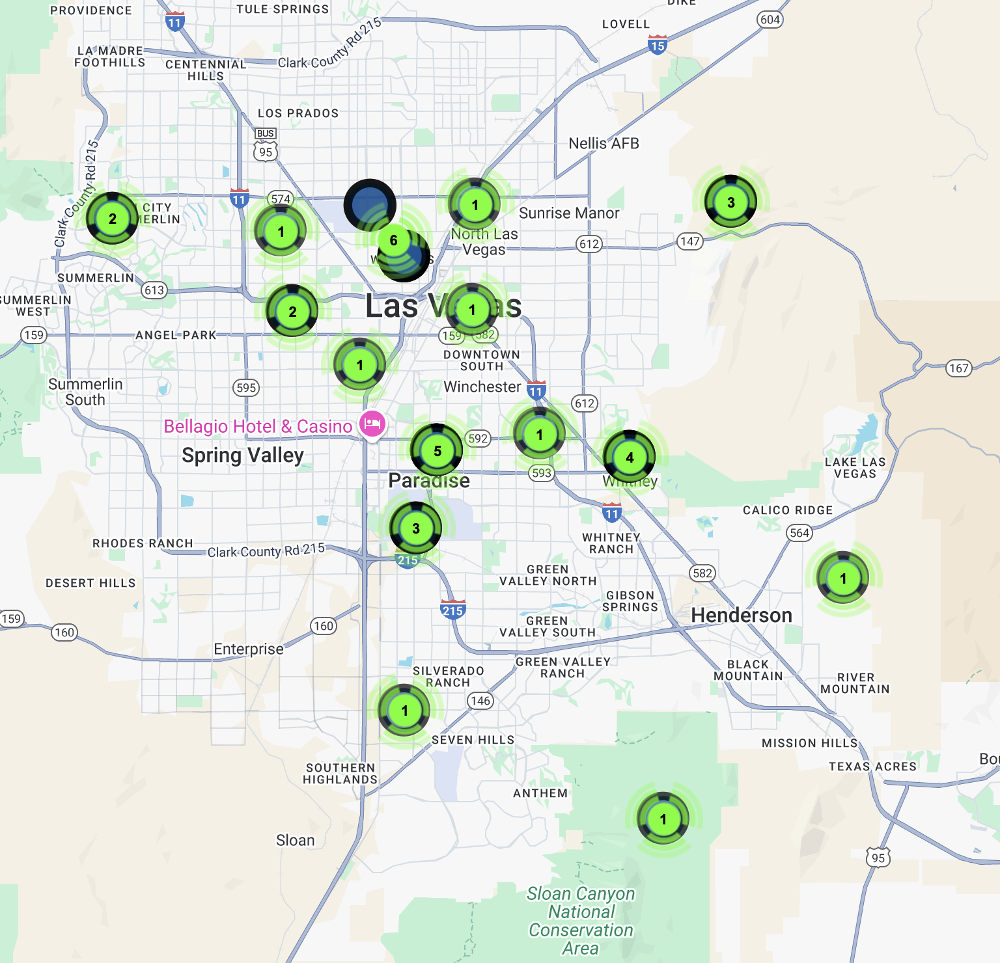 PROVIDENCE
TULE SPRINGS
DIKE
11
LOVELL
604
15
Clark County Rd 215
LA MADRE
FOOTHILLS
CENTENNIAL
HILLS
LOS PRADOS
BUS
95
Nellis AFB
Clark County Rd 215
11
574
1
3
2
CITY
1
6
Sunrise Manor
North Las
Vegas
612
147
SUMMERLIN
613
SUMMERLIN
WEST
2
Las Vegas
1
159
ANGEL PARK
159
582
DOWNTOWN
SOUTH
1
167
Summerlin
South
595
Winchester
11
612
Bellagio Hotel & Casino
Spring Valley
5
592
1
4
LAKE LAS
VEGAS
Paradise
593
Whitney
11
CALICO RIDGE
3
564
RHODES RANCH
Clark County Rd 215
215
WHITNEY
RANCH
DESERT HILLS
GREEN
VALLEY NORTH
582
1
215
GIBSON
SPRINGS
159
160
160
Henderson
GREEN
VALLEY SOUTH
Enterprise
SILVERADO
RANCH
GREEN VALLEY
RANCH
BLACK
MOUNTAIN
RIVER
MOUNTAIN
1
146
SEVEN HILLS
MISSION HILLS
SOUTHERN
HIGHLANDS
TEXAS ACRES
Bou
ANTHEM
1
Sloan
95
Sloan Canyon
National
Conservation
Area